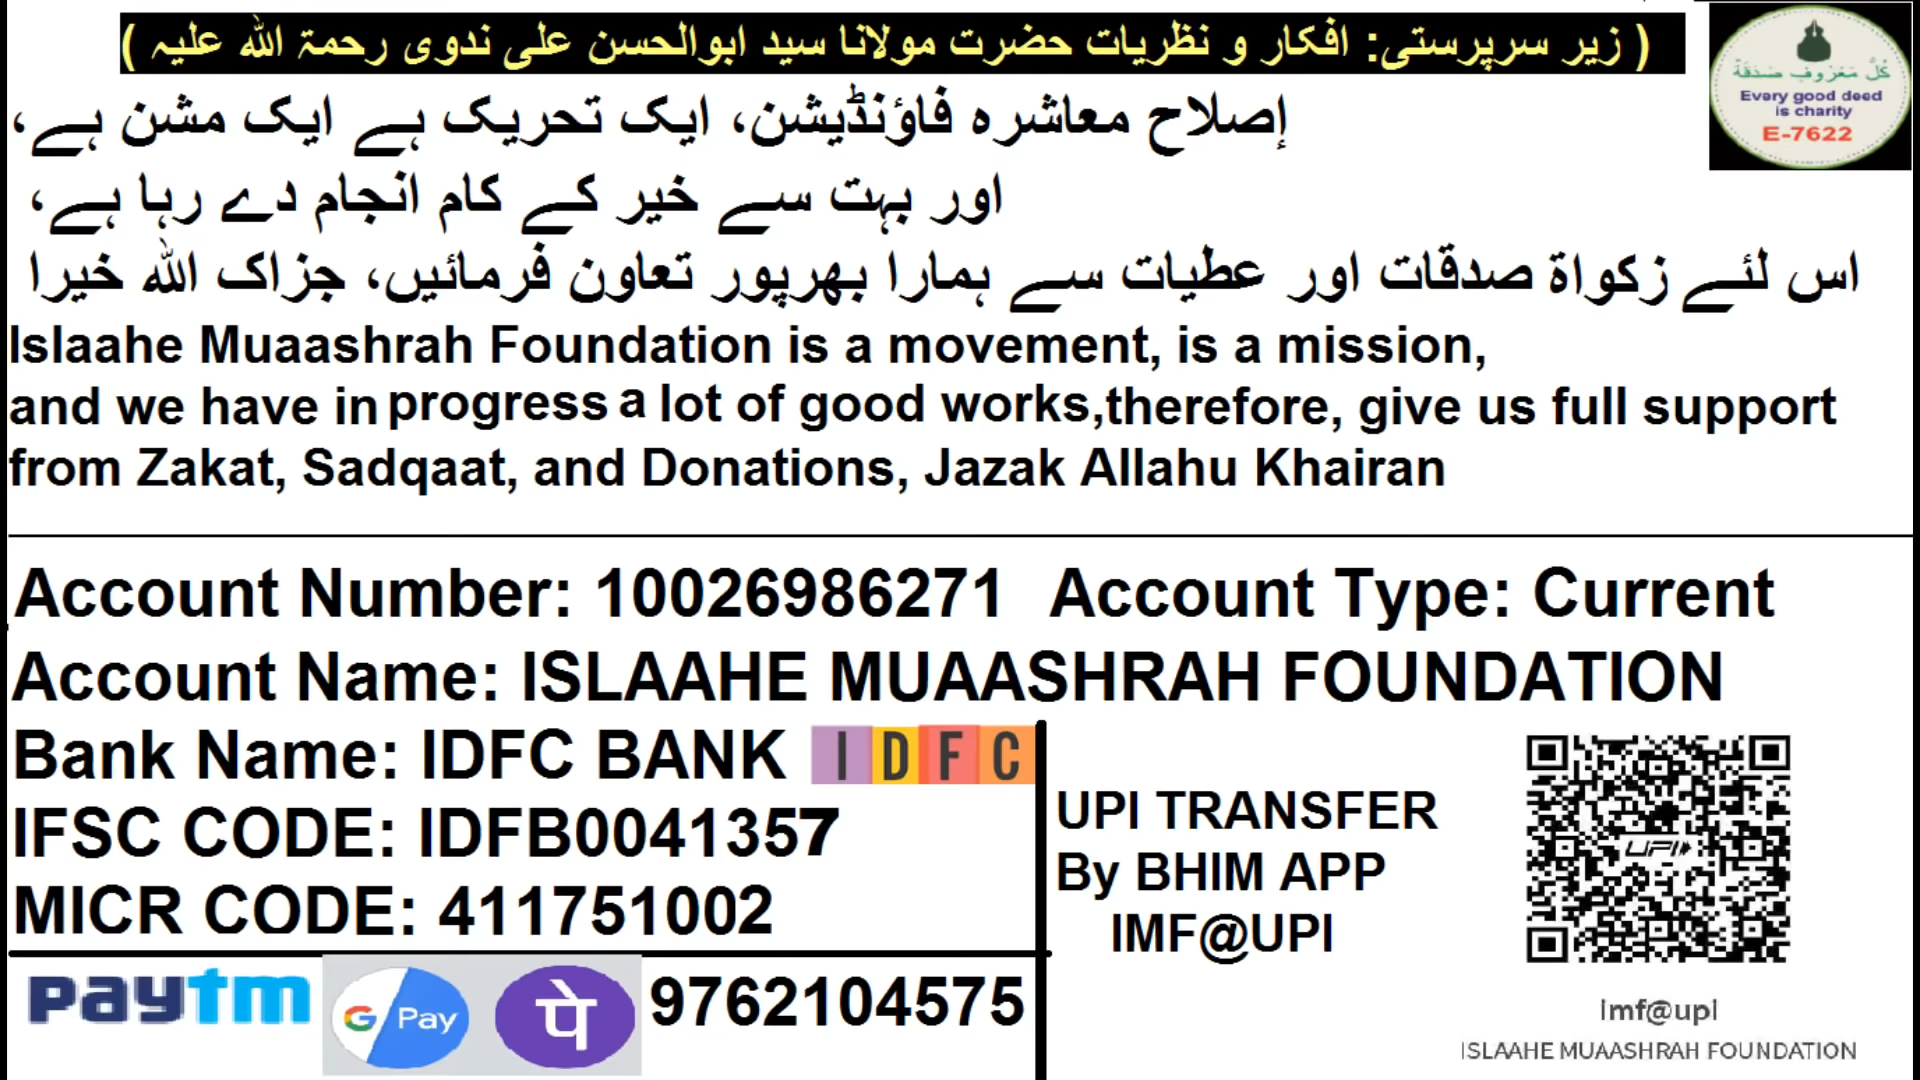 ( زیر سرپرستی: افکار و نظریات حضرت مولانا سید ابوالحسن علی ندوی رحمۃ اللہ علیہ )
كُلُّ مَعْرُوفٍ صَدَقَةٌ
Every good deed
is charity
E-7622
إصلاح معاشرہ فاؤنڈیشن، ایک تحریک ہے ایک مشن ہے،
اور بہت سے خیر کے کام انجام دے رہا ہے،
اس لئے زکواۃ صدقات اور عطیات سے ہمارا بھرپور تعاون فرمائیں، جزاک اللہ خیرا
Islaahe Muaashrah Foundation is a movement, is a mission,
and we have in progress a lot of good works,therefore, give us full support
from Zakat, Sadqaat, and Donations, Jazak Allahu Khairan
Account Number: 10026986271 Account Type: Current
Account Name: ISLAAHE MUAASHRAH FOUNDATION
Bank Name: IDFC BANK IDFC
IFSC CODE: IDFB0041357
MICR CODE: 411751002
UPI TRANSFER
By BHIM APP
IMF@UPI
UPI
imf@upi
ISLAAHE MUAASHRAH FOUNDATION
paytm G Pay पे 9762104575